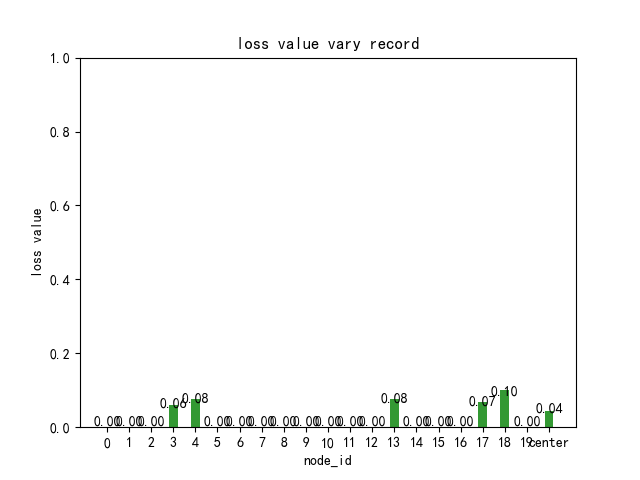 loss value vary record
1.0
0.8
0.6
0.4
0.2
0.0
loss value
0.00 0.00 0.00 0.06 0.08 0.00 0.00 0.00 0.00 0.00 0.00 0.00 0.00 0.08 0.00 0.00 0.00 0.07 0.10 0.00 0.04
0 1 2 3 4 5 6 7 8 9 10 11 12 13 14 15 16 17 18 19 center
node_id